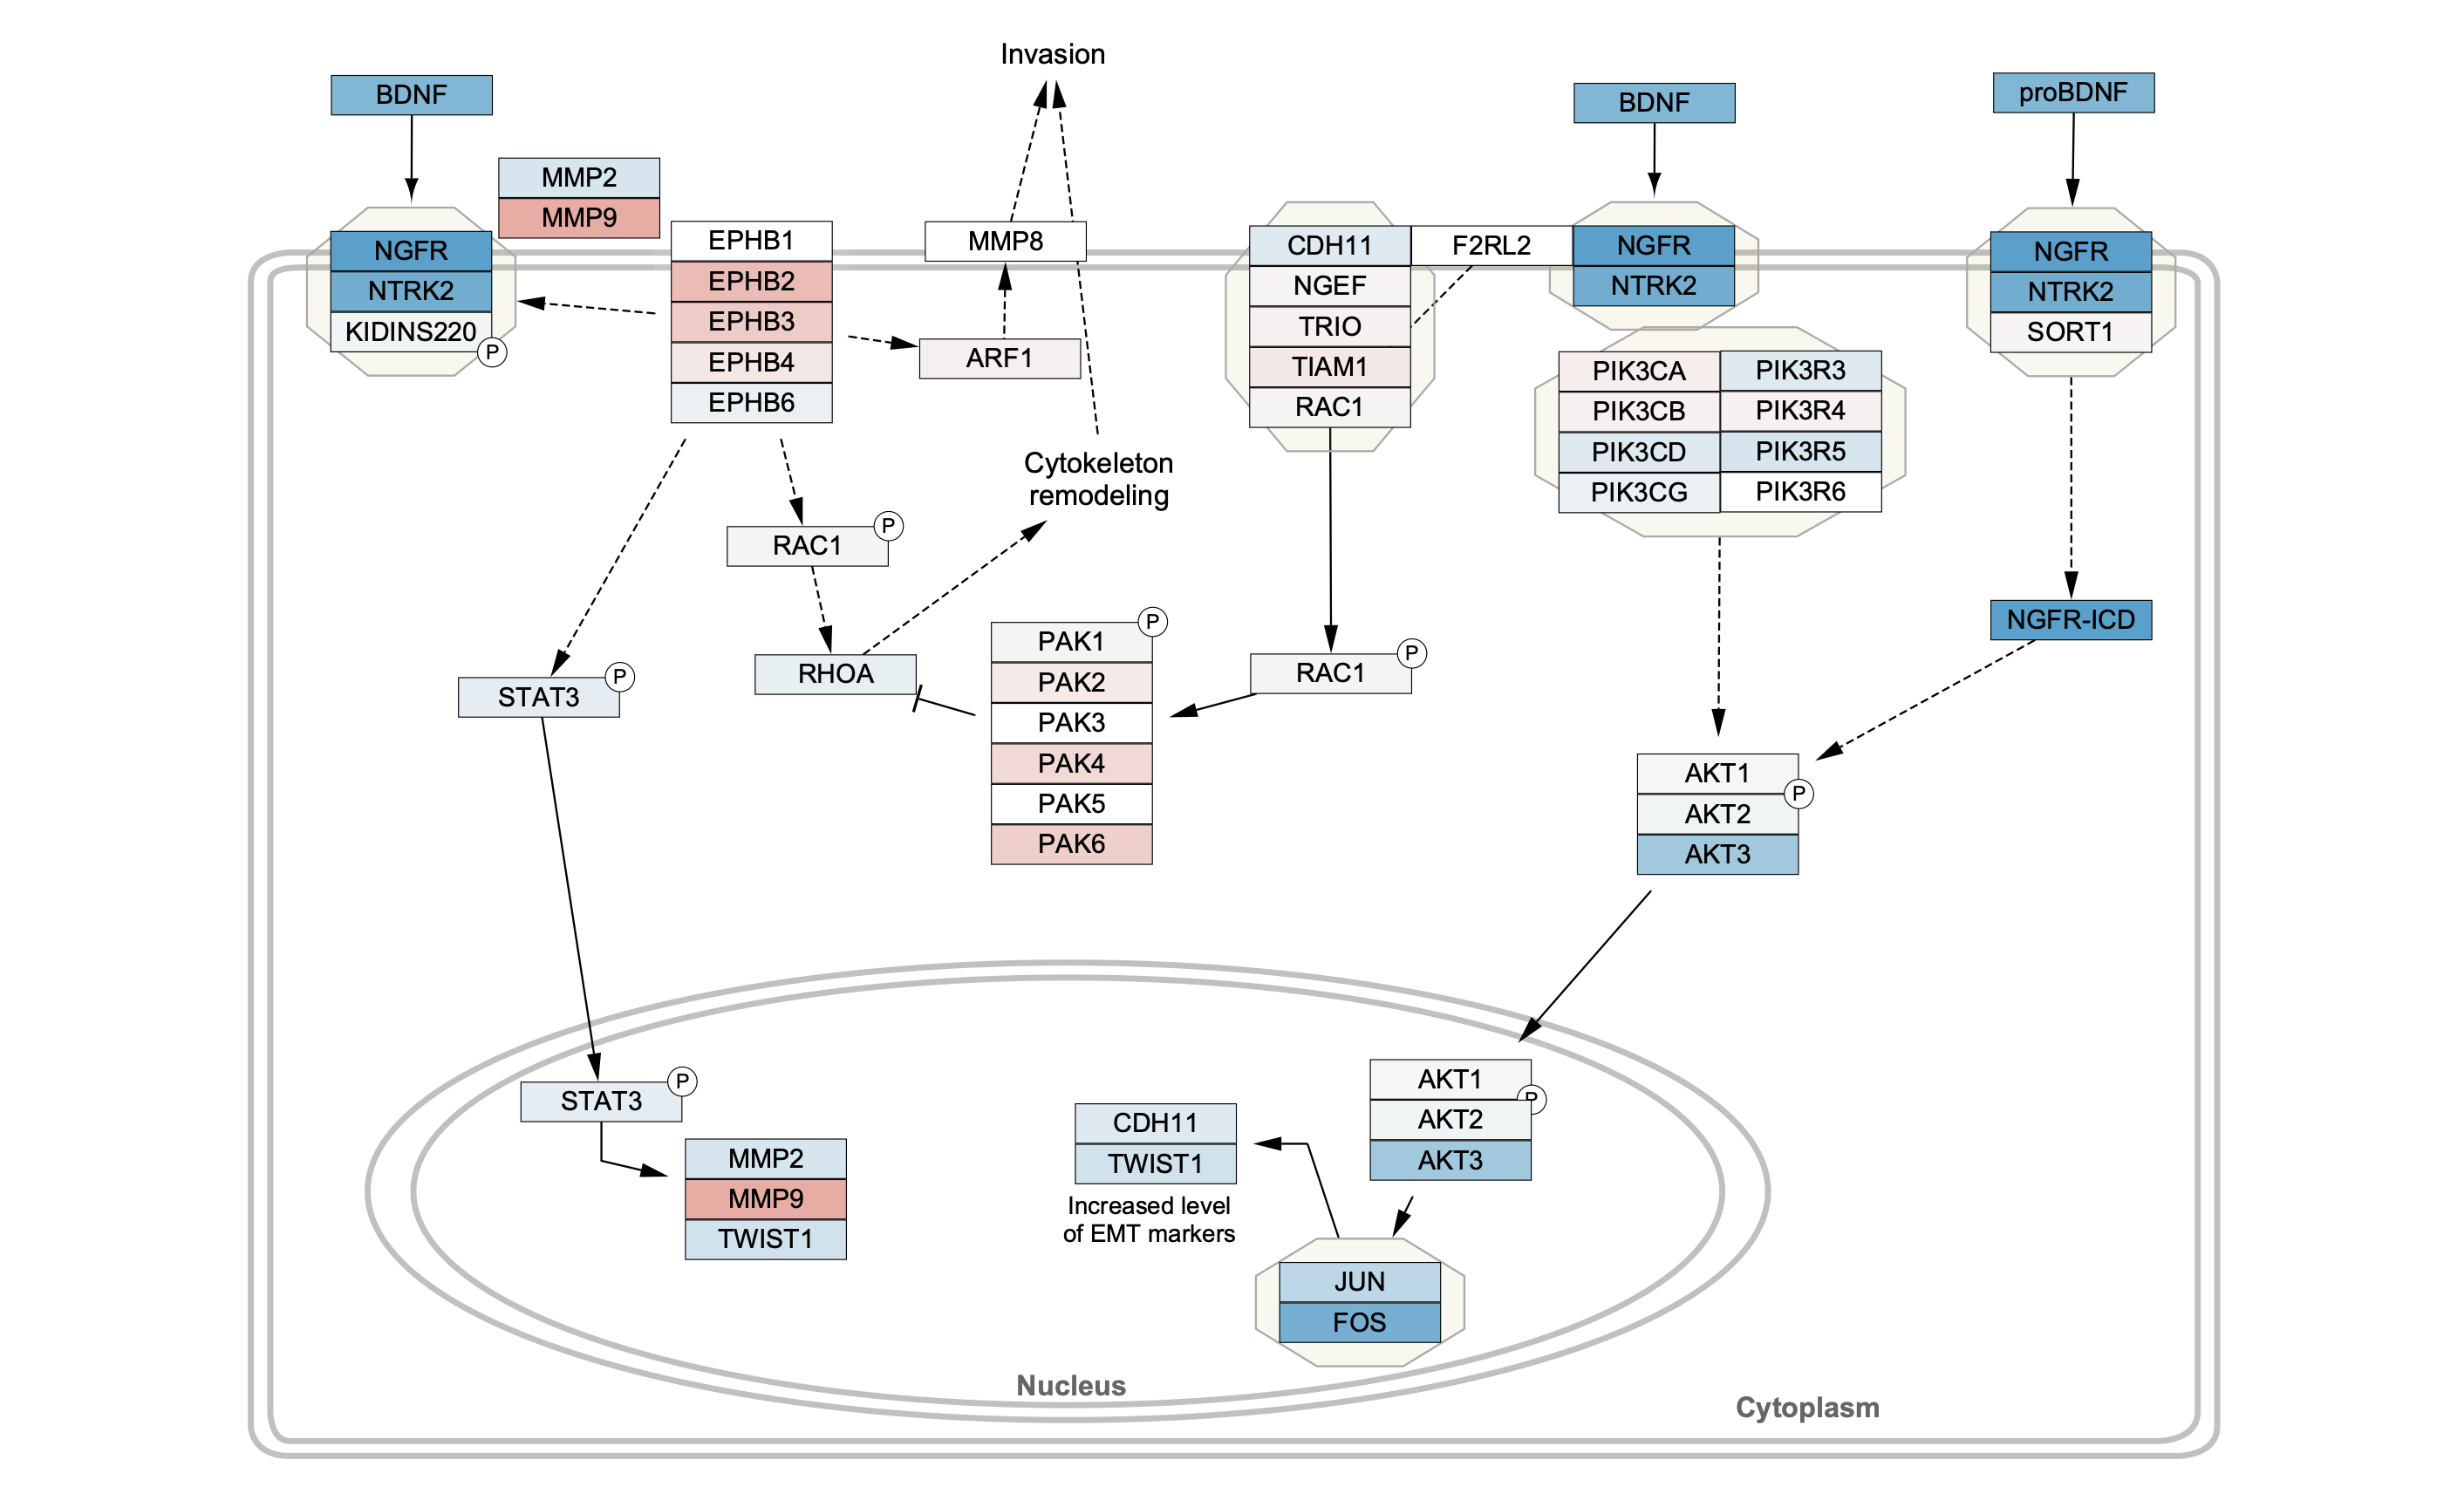 Invasion
BDNF
BDNF
proBDNF
MMP2
MMP9
NGFR
NTRK2
KIDINS220
P
EPHB1
EPHB2
EPHB3
EPHB4
EPHB6
MMP8
ARF1
CDH11
NGEF
TRIO
TIAM1
RAC1
F2RL2
NGFR
NTRK2
NGFR
NTRK2
SORT1
PIK3CA
PIK3CB
PIK3CD
PIK3CG
PIK3R3
PIK3R4
PIK3R5
PIK3R6
Cytokeleton
remodeling
RAC1
P
RHOA
STAT3
P
PAK1
P
PAK2
PAK3
PAK4
PAK5
PAK6
RAC1
P
NGFR-ICD
AKT1
P
AKT2
AKT3
STAT3
P
MMP2
MMP9
TWIST1
CDH11
TWIST1
Increased level
of EMT markers
AKT1
P
AKT2
AKT3
JUN
FOS
Nucleus
Cytoplasm